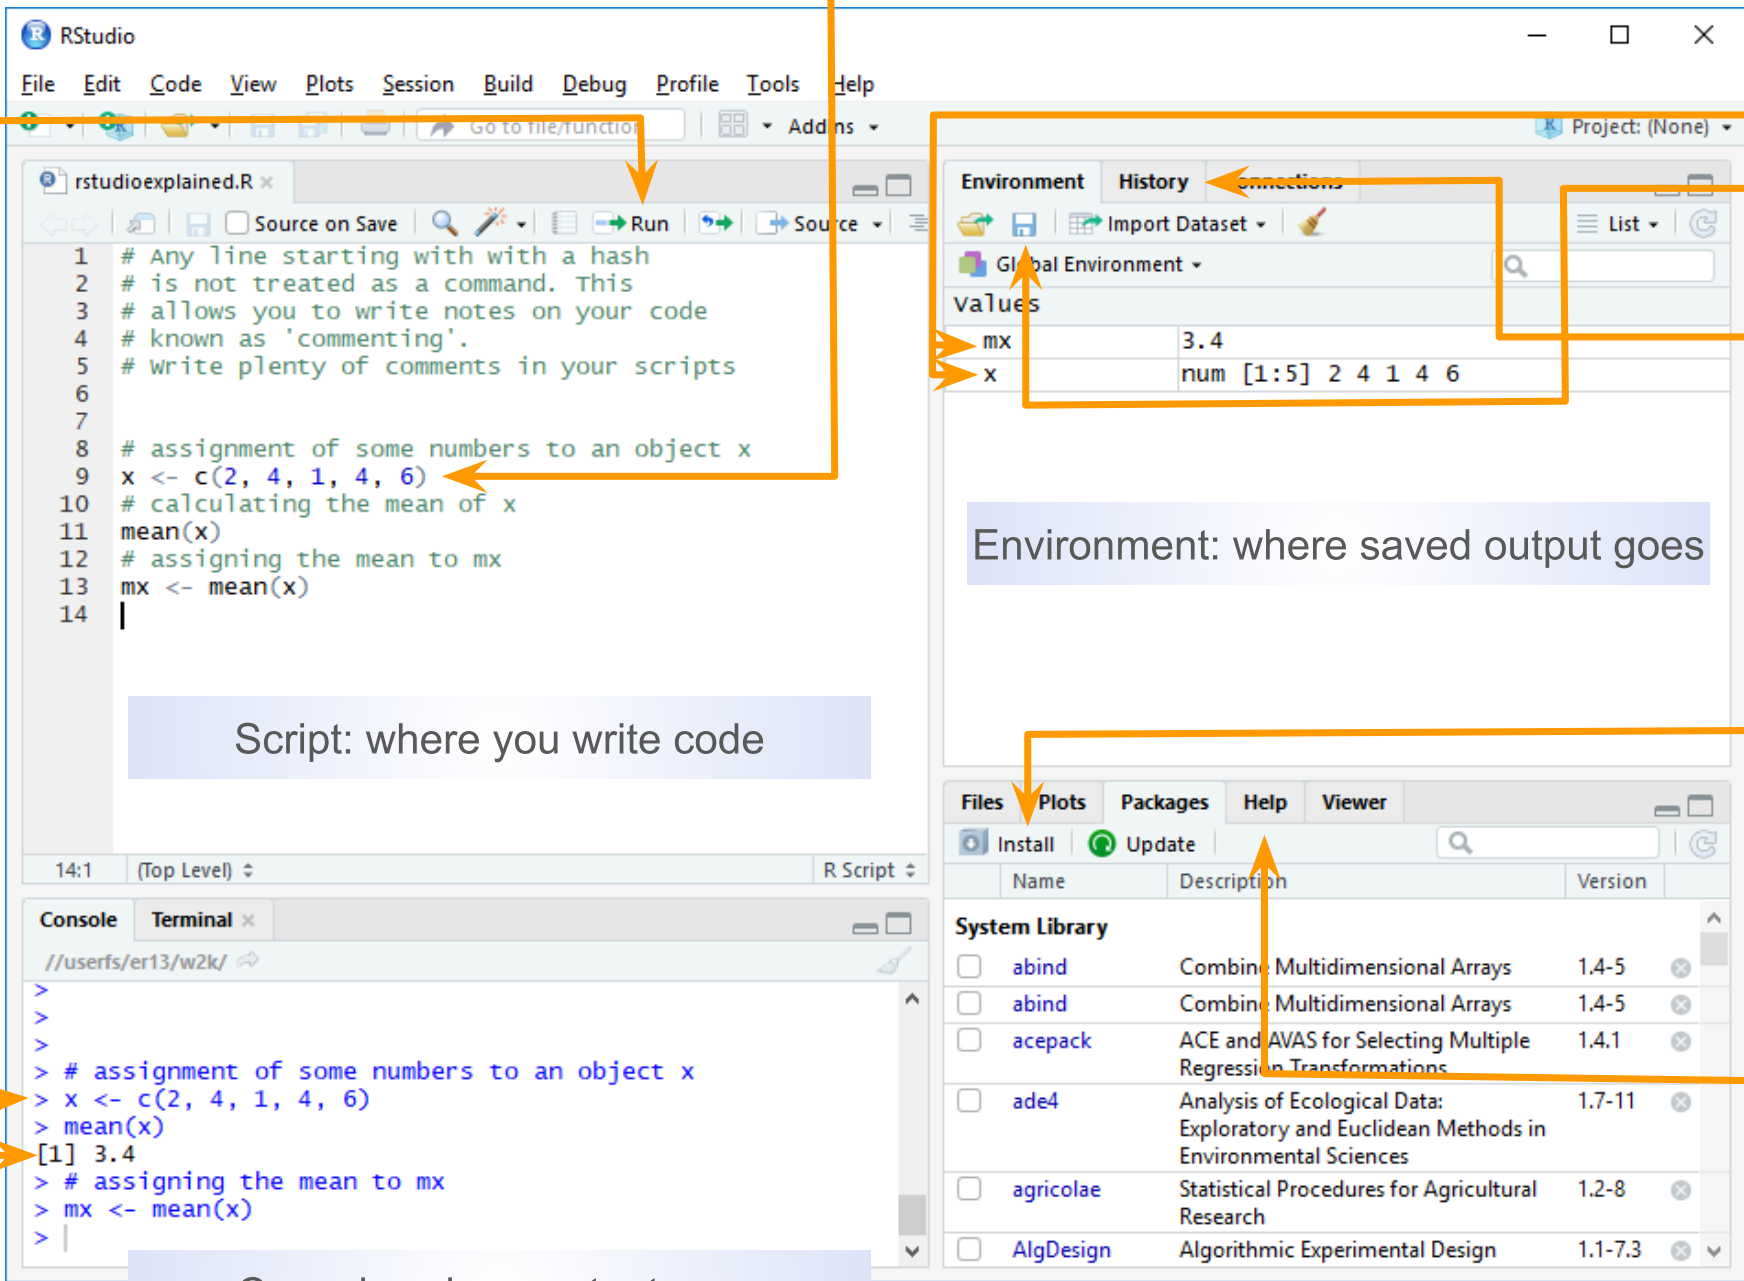 RStudio
File Edit Code View Plots Session Build Debug Profile Tools Help
Go to file/function Addins Project: (None)
rstudioexplained.R
Source on Save Run Source
1 # Any line starting with with a hash
2 # is not treated as a command. This
3 # allows you to write notes on your code
4 # known as 'commenting'.
5 # Write plenty of comments in your scripts
6
7
8 # assignment of some numbers to an object x
9 x <- c(2, 4, 1, 4, 6)
10 # calculating the mean of x
11 mean(x)
12 # assigning the mean to mx
13 mx <- mean(x)
14
Script: where you write code
14:1 (Top Level) R Script
Console Terminal
//userfs/er13/w2k/
>
>
>
> # assignment of some numbers to an object x
> x <- c(2, 4, 1, 4, 6)
> mean(x)
[1] 3.4
> # assigning the mean to mx
> mx <- mean(x)
>
Environment History Connections
Import Dataset List
Global Environment
Values
mx 3.4
x num [1:5] 2 4 1 4 6
Environment: where saved output goes
Files Plots Packages Help Viewer
Install Update
Name Description Version
System Library
abind Combine Multidimensional Arrays 1.4-5
abind Combine Multidimensional Arrays 1.4-5
acepack ACE and AVAS for Selecting Multiple 1.4.1
Regression Transformations
ade4 Analysis of Ecological Data: 1.7-11
Exploratory and Euclidean Methods in
Environmental Sciences
agricolae Statistical Procedures for Agricultural 1.2-8
Research
AlgDesign Algorithmic Experimental Design 1.1-7.3